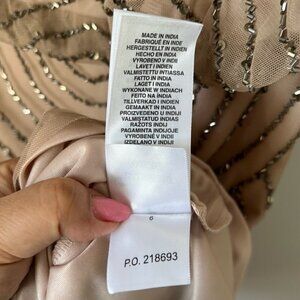 MADE IN INDIA
FABRIQUÉ EN INDE
HERGESTELLT IN INDIEN
HECHO EN INDIA
VYROBENO V INDII
LAVET I INDIEN
VALMISTETTU INTIASSA
FATTO IN INDIA
LAGET I INDIA
WYKONANE W INDIACH
FEITO NA ÍNDIA
TILLVERKAD I INDIEN
GEMAAKT IN INDIA
PROIZVEDENO U INDIJI
VALMISTATUD INDIAS
RAŽOTS INDIJĀ
PAGAMINTA INDIJOJE
VYROBENÉ V INDII
IZDELANO V INDIJI
6
P.O. 218693